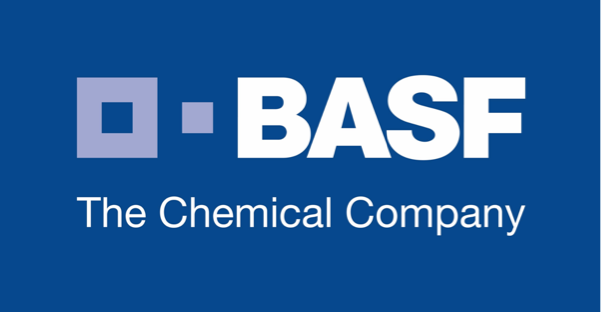 BASF
The Chemical Company